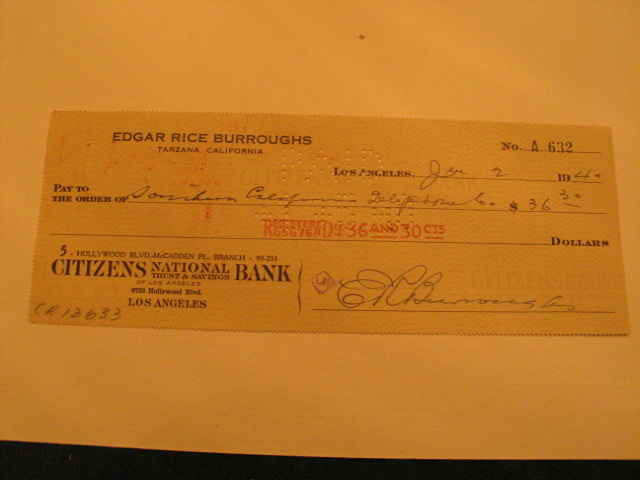 EDGAR RICE BURROUGHS
TARZANA, CALIFORNIA
No. A 632
LOS ANGELES, Jan 2 1940
PAY TO
THE ORDER OF Southern California Telephone Co $ 36 30
REGISTERED
No 656768 36 AND 30 CTS
DOLLARS
5 - HOLLYWOOD BLVD.-MCCADDEN PL. BRANCH - 90-251
CITIZENS NATIONAL TRUST & SAVINGS BANK
OF LOS ANGELES
6720 Hollywood Blvd.
LOS ANGELES
E R Burroughs
CR 13633